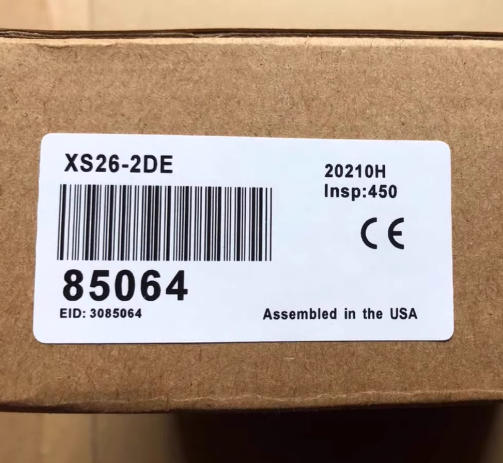 XS26-2DE
20210H
Insp:450
CE
85064
EID: 3085064
Assembled in the USA